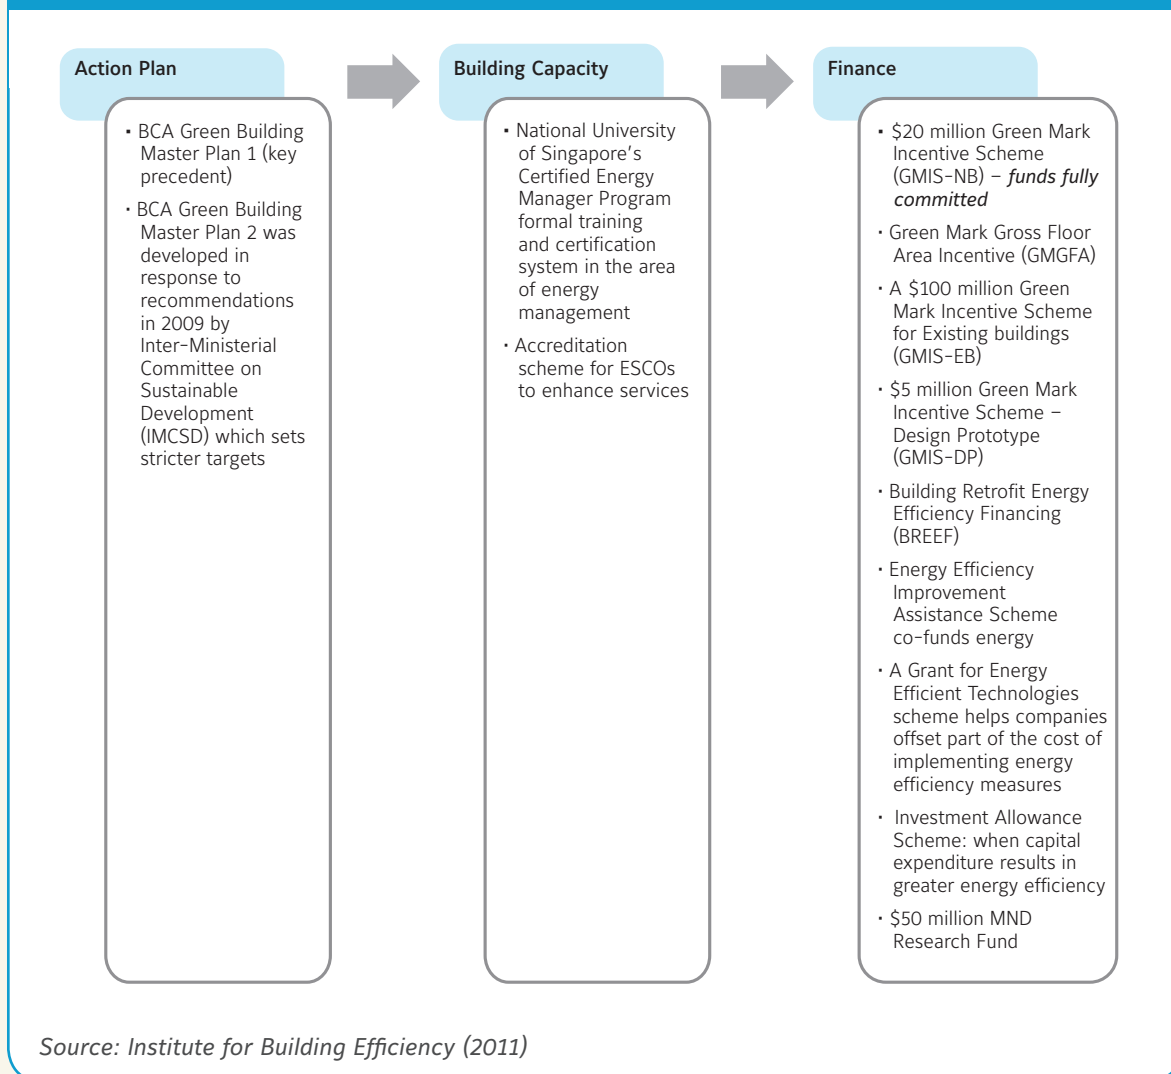 Action Plan
• BCA Green Building
Master Plan 1 (key
precedent)
• BCA Green Building
Master Plan 2 was
developed in
response to
recommendations
in 2009 by
Inter-Ministerial
Committee on
Sustainable
Development
(IMCSD) which sets
stricter targets
Building Capacity
• National University
of Singapore's
Certified Energy
Manager Program
formal training
and certification
system in the area
of energy
management
• Accreditation
scheme for ESCOs
to enhance services
Finance
• $20 million Green Mark
Incentive Scheme
(GMIS-NB) – funds fully
committed
• Green Mark Gross Floor
Area Incentive (GMGFA)
• A $100 million Green
Mark Incentive Scheme
for Existing buildings
(GMIS-EB)
• $5 million Green Mark
Incentive Scheme –
Design Prototype
(GMIS-DP)
• Building Retrofit Energy
Efficiency Financing
(BREEF)
• Energy Efficiency
Improvement
Assistance Scheme
co-funds energy
• A Grant for Energy
Efficient Technologies
scheme helps companies
offset part of the cost of
implementing energy
efficiency measures
• Investment Allowance
Scheme: when capital
expenditure results in
greater energy efficiency
• $50 million MND
Research Fund
Source: Institute for Building Efficiency (2011)